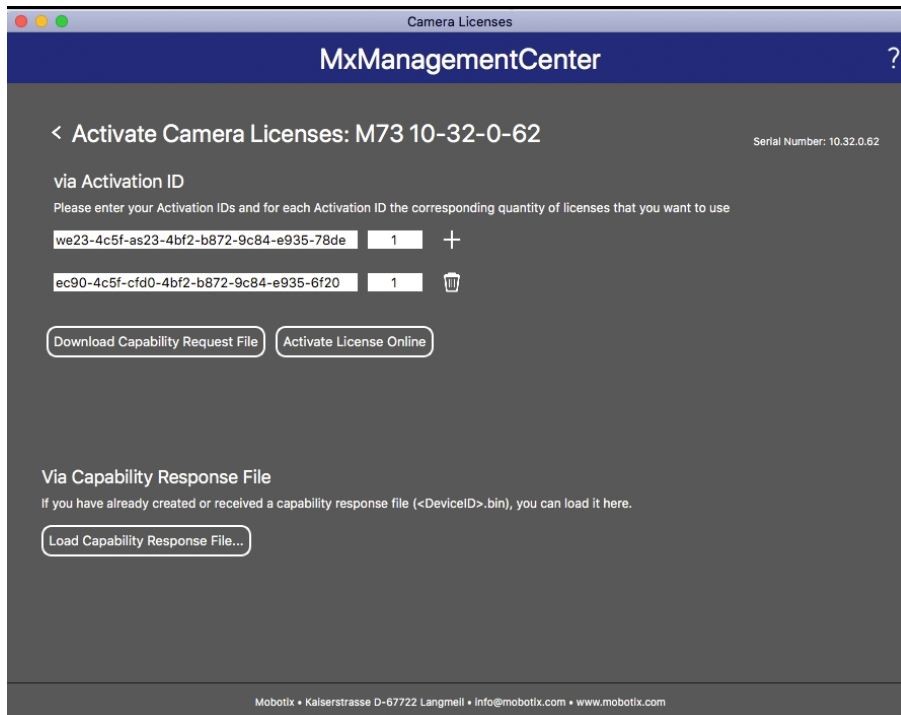 Camera Licenses
MxManagementCenter
?
< Activate Camera Licenses: M73 10-32-0-62
Serial Number: 10.32.0.62
via Activation ID
Please enter your Activation IDs and for each Activation ID the corresponding quantity of licenses that you want to use
we23-4c5f-as23-4bf2-b872-9c84-e935-78de 1
ec90-4c5f-cfd0-4bf2-b872-9c84-e935-6f20 1
Download Capability Request File Activate License Online
Via Capability Response File
If you have already created or received a capability response file (<DeviceID>.bin), you can load it here.
Load Capability Response File...
Mobotix • Kaiserstrasse D-67722 Langmeil • info@mobotix.com • www.mobotix.com